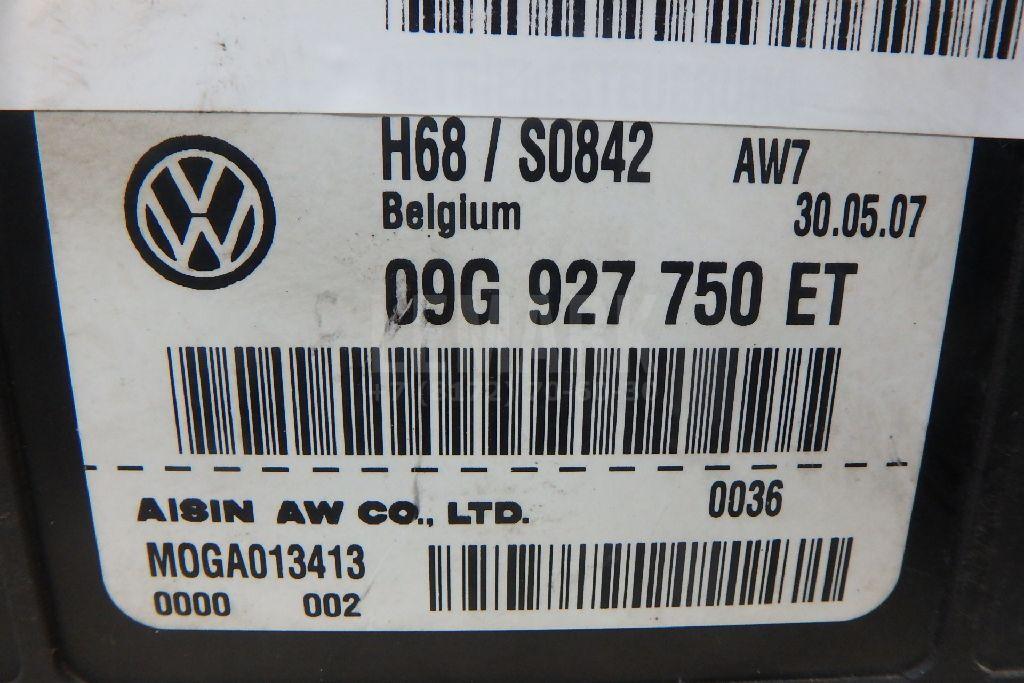 H68 / S0842 AW7
Belgium 30.05.07
09G 927 750 ET
0036
AISIN AW CO., LTD.
MOGA013413
0000 002